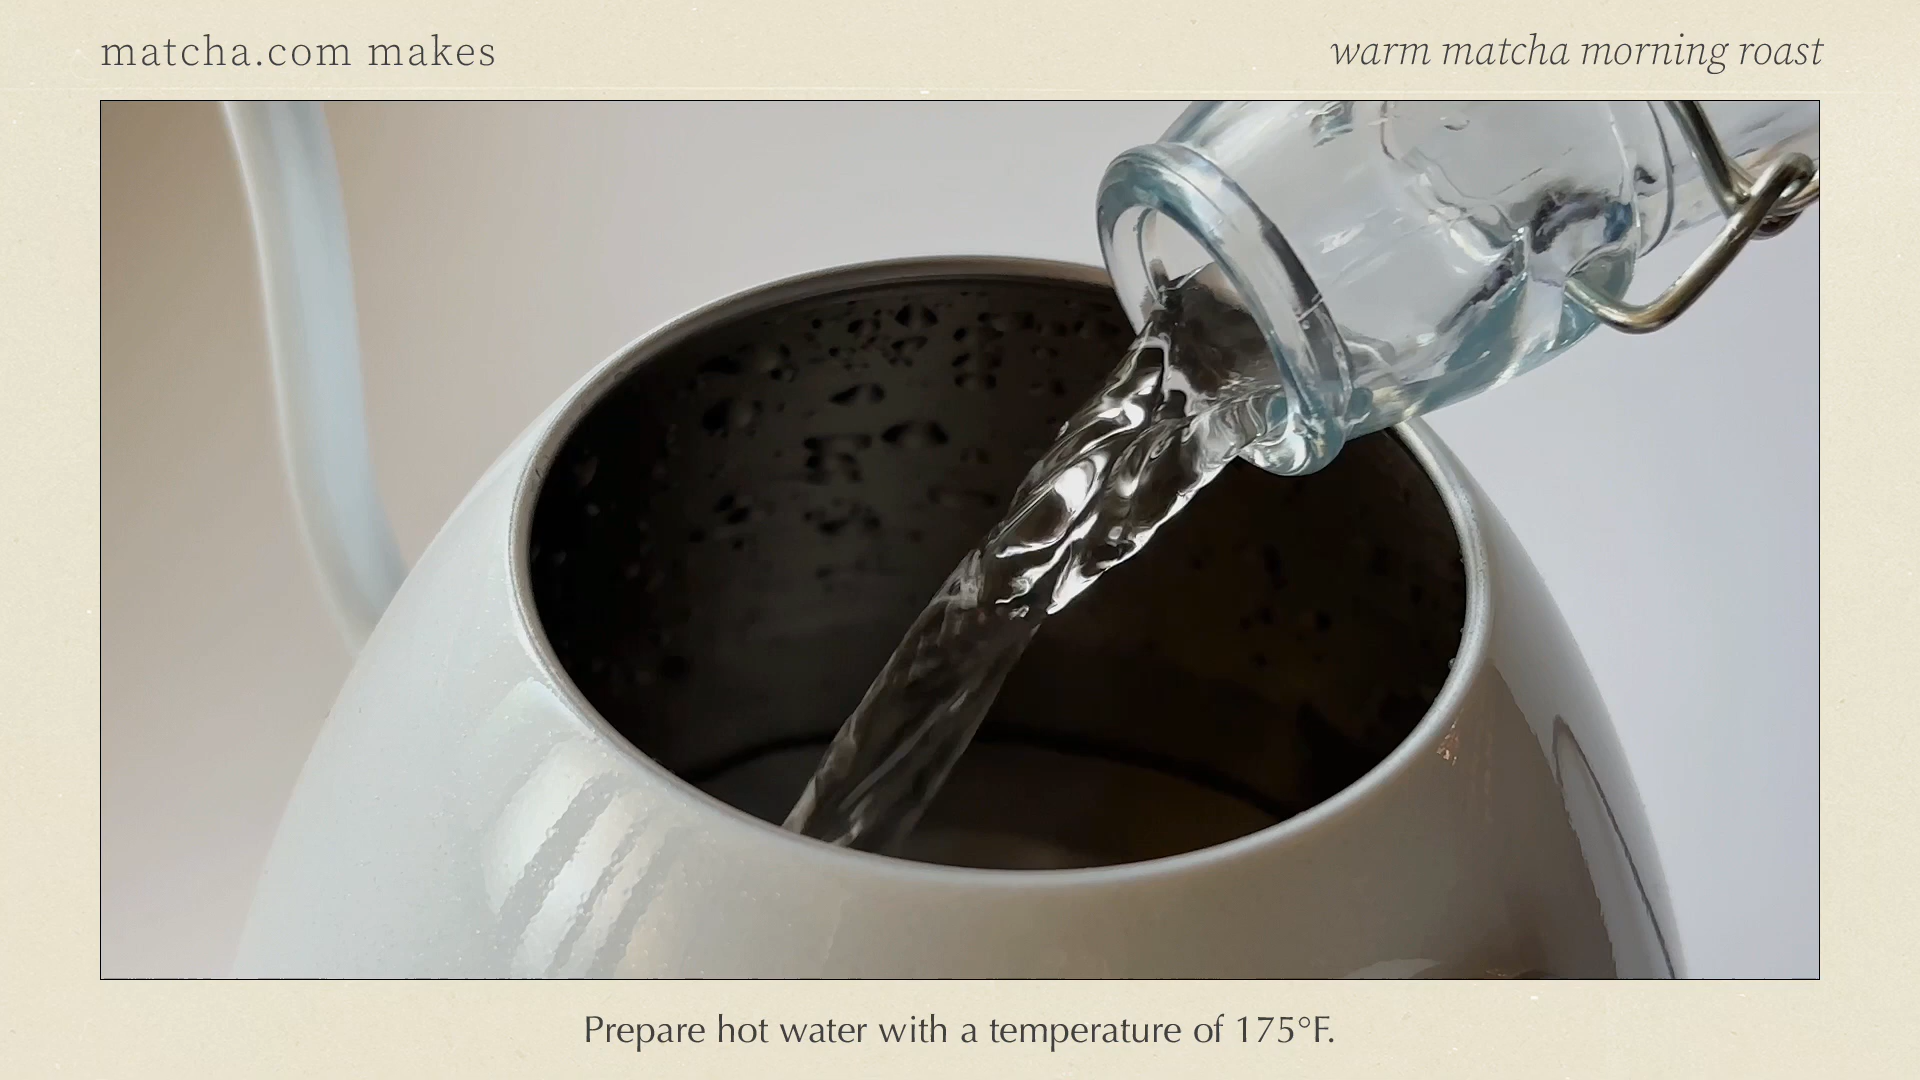 matcha.com makes
warm matcha morning roast
Prepare hot water with a temperature of 175°F.